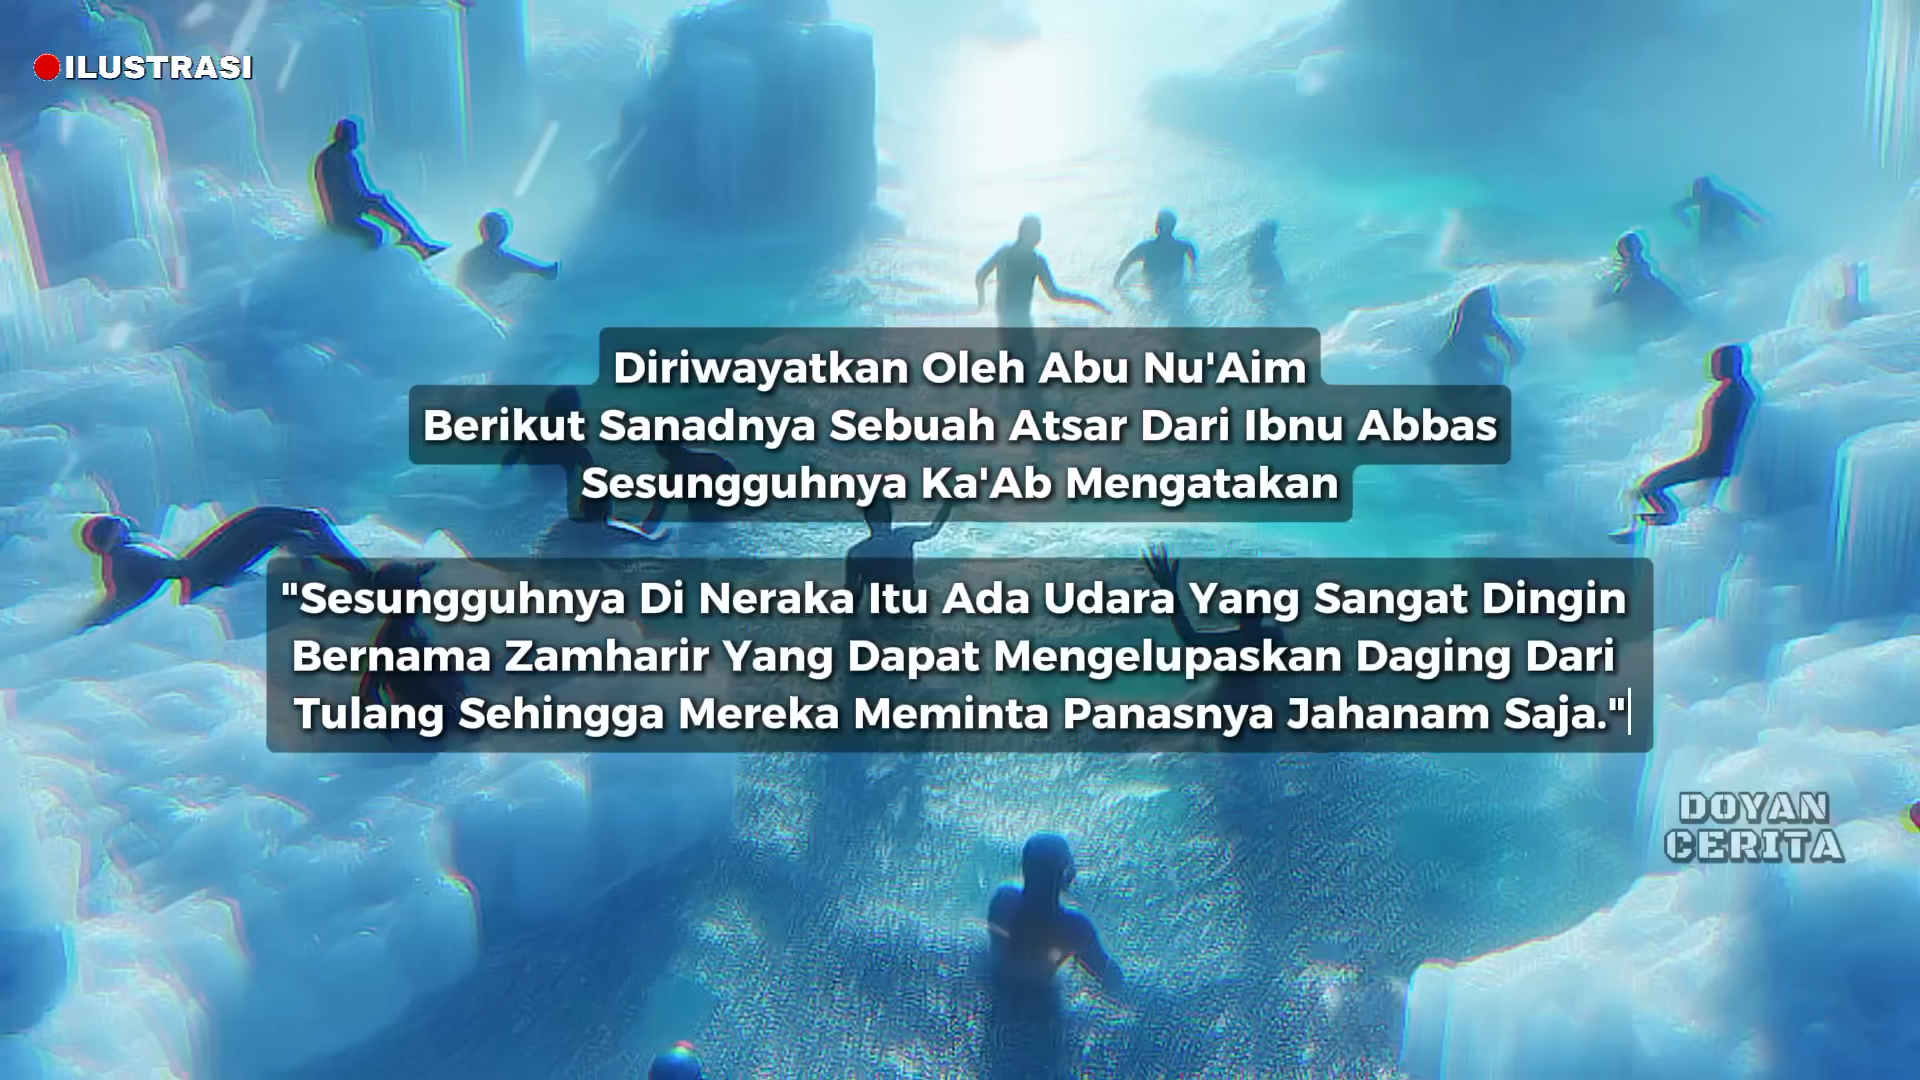 ILUSTRASI
Diriwayatkan Oleh Abu Nu'Aim
Berikut Sanadnya Sebuah Atsar Dari Ibnu Abbas
Sesungguhnya Ka'Ab Mengatakan
"Sesungguhnya Di Neraka Itu Ada Udara Yang Sangat Dingin
Bernama Zamharir Yang Dapat Mengelupaskan Daging Dari
Tulang Sehingga Mereka Meminta Panasnya Jahanam Saja."
DOYAN
CERITA